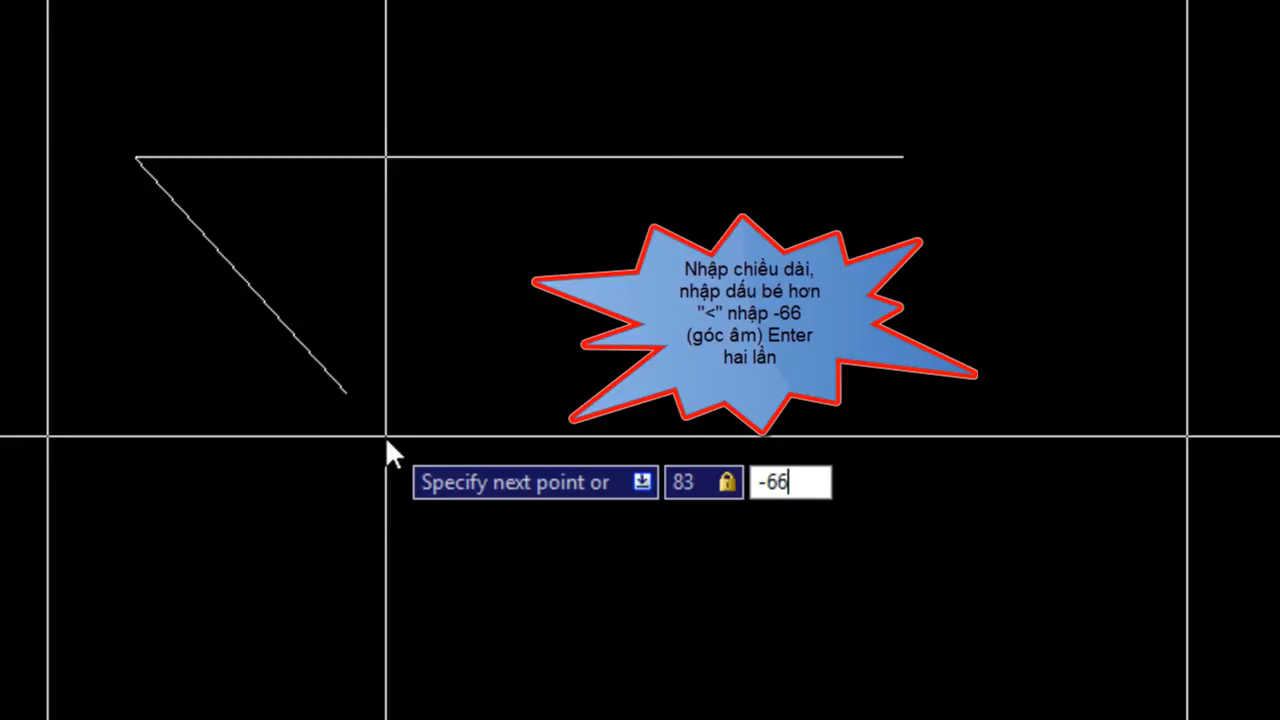 Nhập chiều dài,
nhập dấu bé hơn
"<" nhập -66
(góc âm) Enter
hai lần
Specify next point or 83 -66